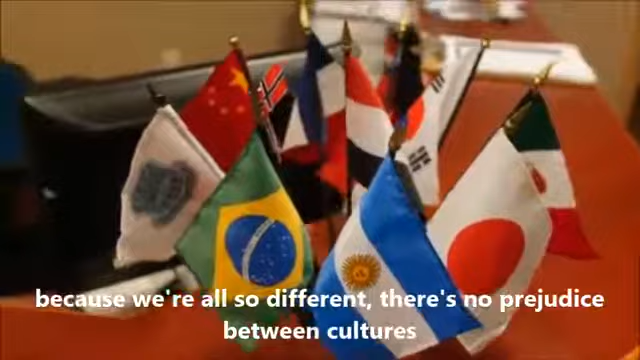 because we're all so different, there's no prejudice
between cultures